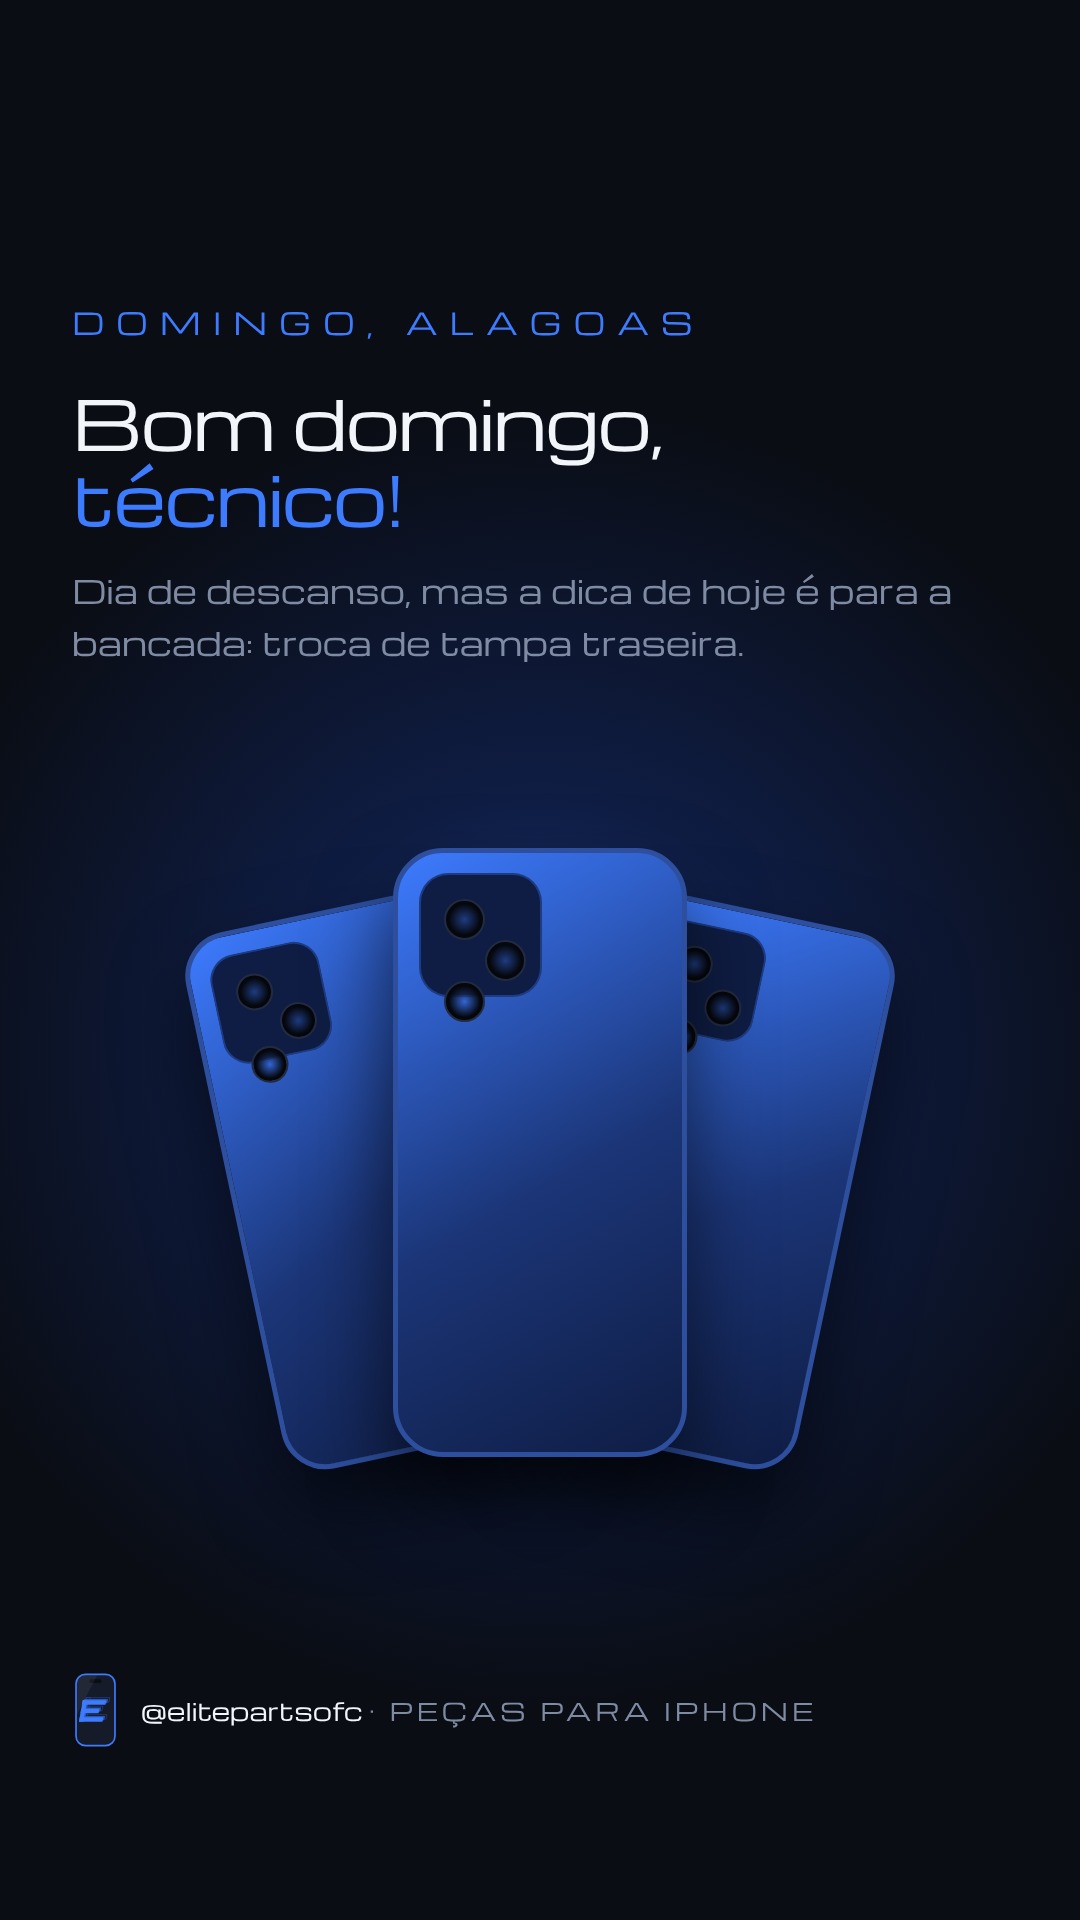 DOMINGO, ALAGOAS
Bom domingo,
técnico!
Dia de descanso, mas a dica de hoje é para a
bancada: troca de tampa traseira.
E
@elitepartsofc · PEÇAS PARA IPHONE